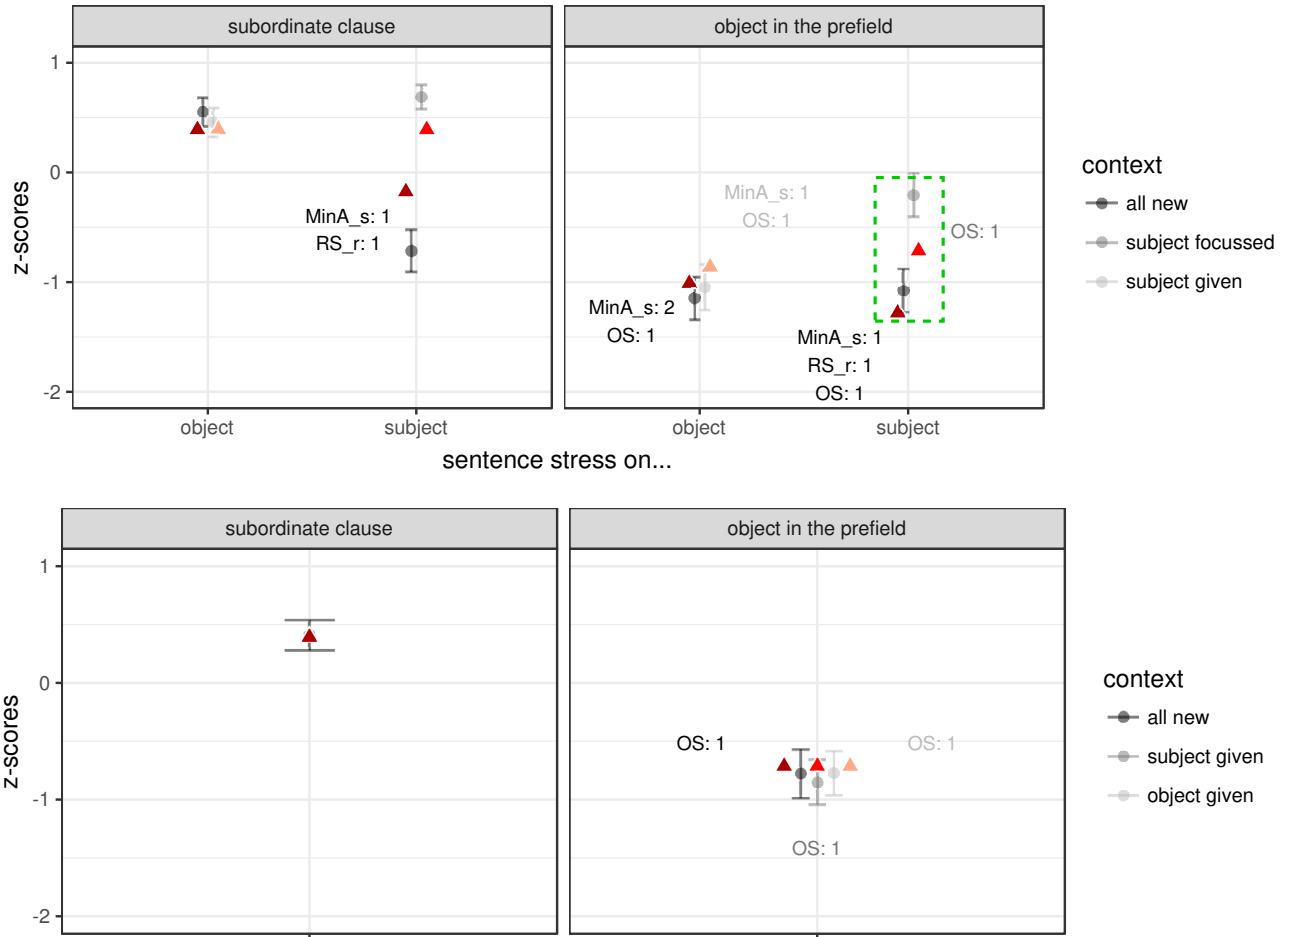 subordinate clause
object in the prefield
1
0
-1
-2
z-scores
MinA_s: 1
RS_r: 1
MinA_s: 1
OS: 1
OS: 1
MinA_s: 2
OS: 1
MinA_s: 1
RS_r: 1
OS: 1
object
subject
object
subject
sentence stress on...
context
all new
subject focussed
subject given
subordinate clause
object in the prefield
1
0
-1
-2
z-scores
OS: 1
OS: 1
OS: 1
context
all new
subject given
object given